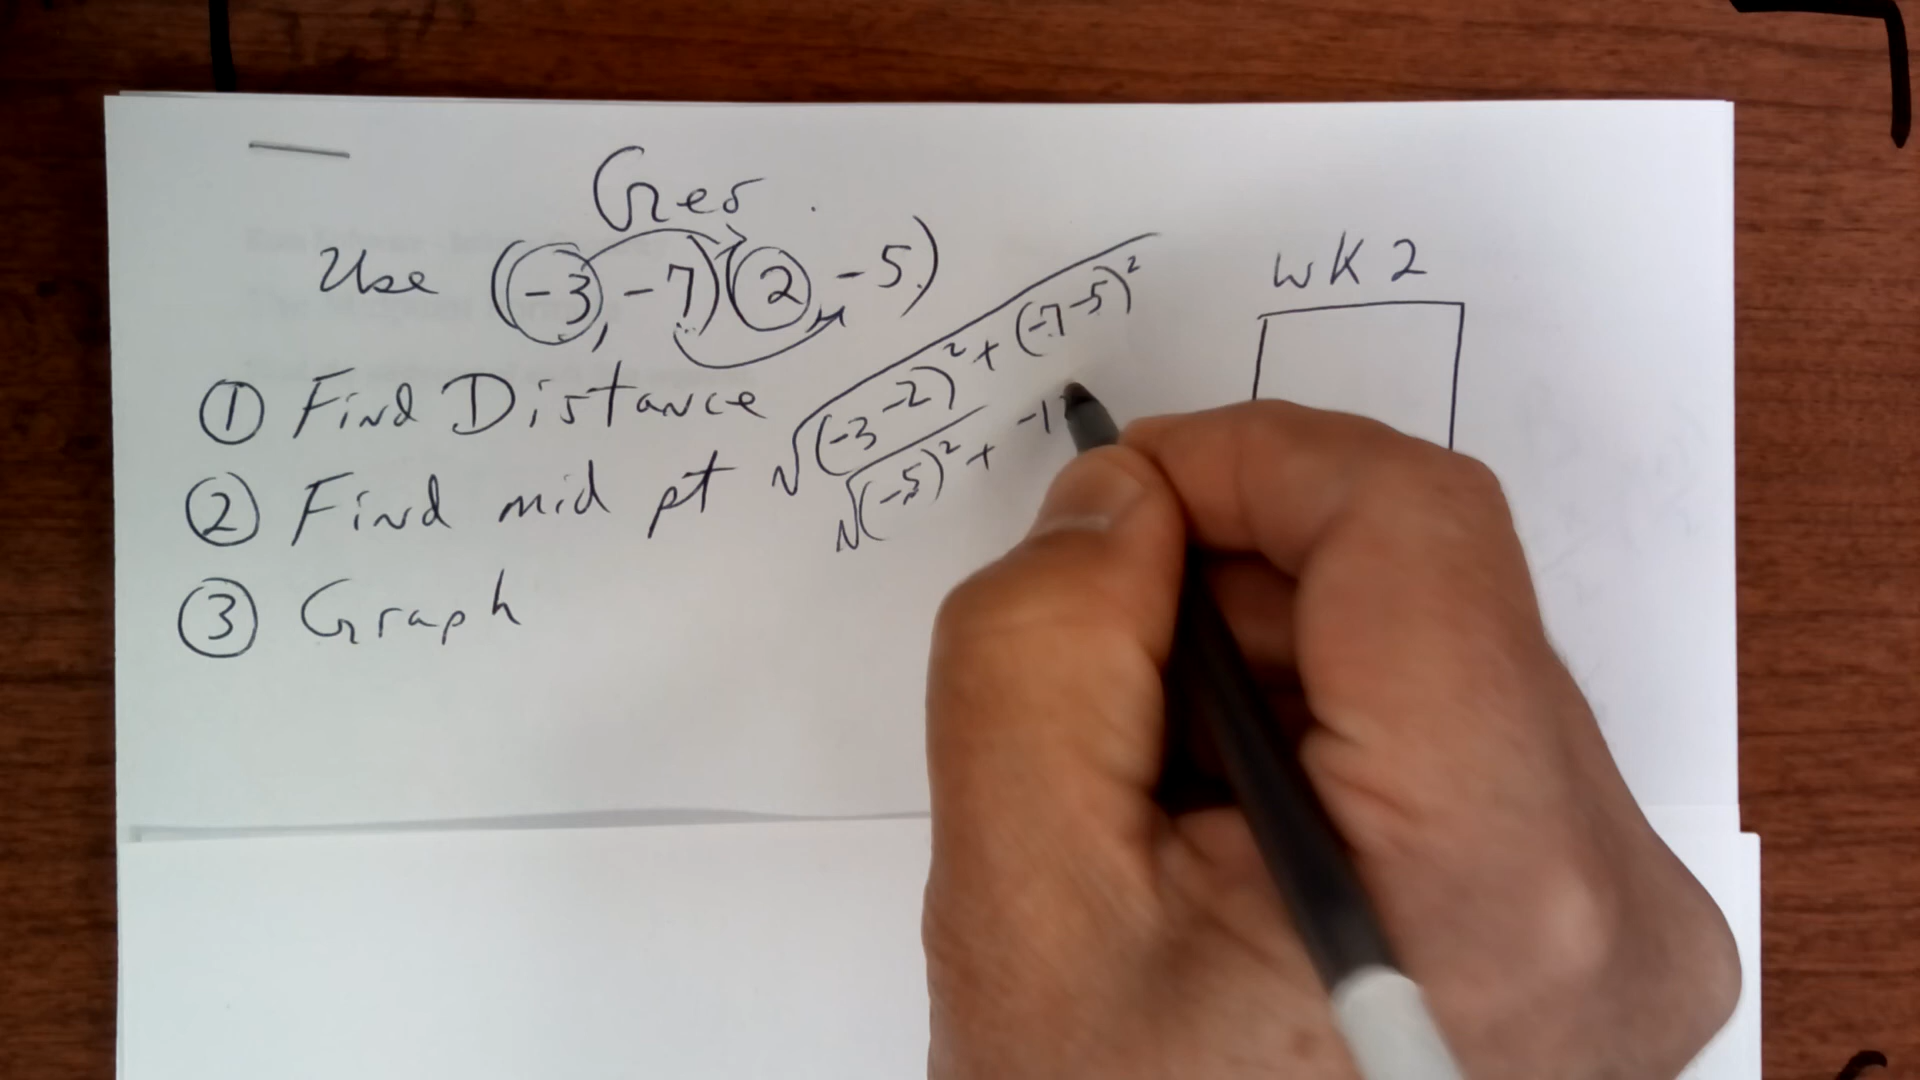 Geo.
Use (-3, -7)(2, -5)
WK 2
① Find Distance
√(-3 -2)² + (-7 -5)²
② Find mid pt
√(-5)² + -1
③ Graph